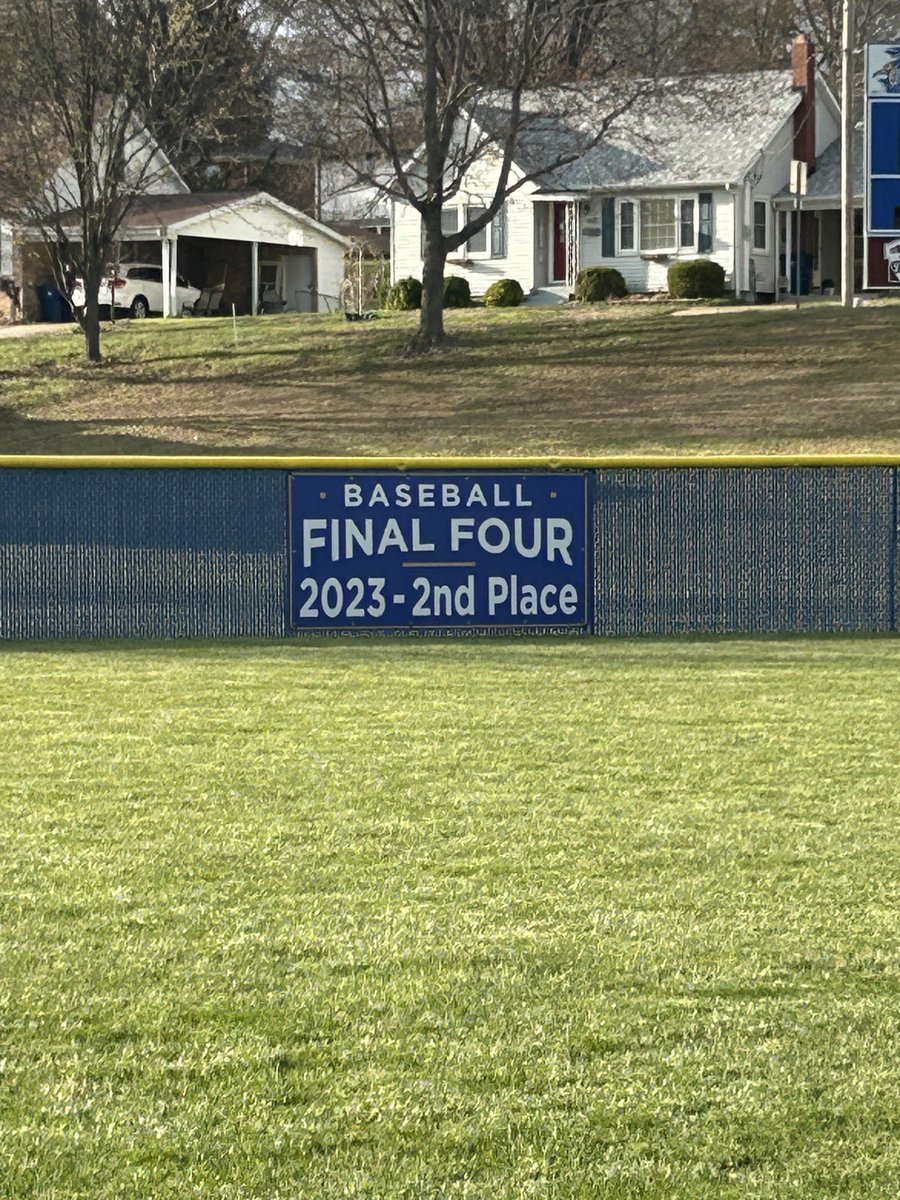 BASEBALL
FINAL FOUR
2023 - 2nd Place